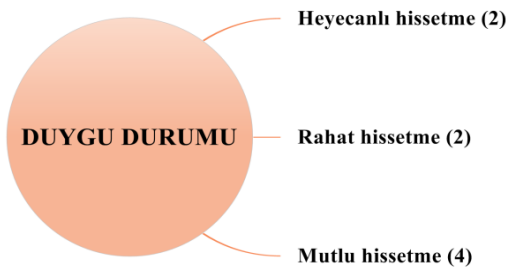 Heyecanlı hissetme (2)
DUYGU DURUMU
Rahat hissetme (2)
Mutlu hissetme (4)